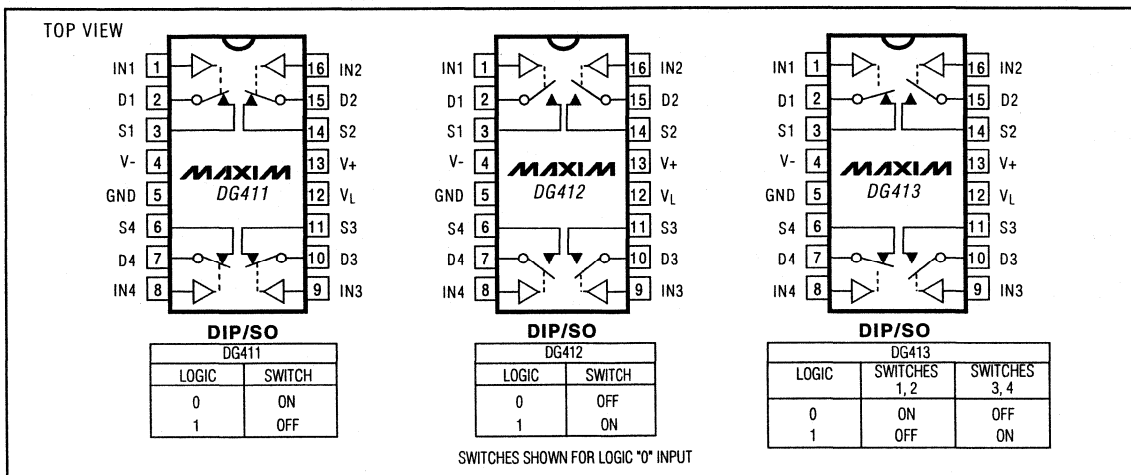 TOP VIEW
IN1 1 16 IN2
D1 2 15 D2
S1 3 14 S2
V- 4 13 V+
GND 5 12 VL
S4 6 11 S3
D4 7 10 D3
IN4 8 9 IN3
MAXIM
DG411
DIP/SO
DG411
LOGIC SWITCH
0 ON
1 OFF
IN1 1 16 IN2
D1 2 15 D2
S1 3 14 S2
V- 4 13 V+
GND 5 12 VL
S4 6 11 S3
D4 7 10 D3
IN4 8 9 IN3
MAXIM
DG412
DIP/SO
DG412
LOGIC SWITCH
0 OFF
1 ON
IN1 1 16 IN2
D1 2 15 D2
S1 3 14 S2
V- 4 13 V+
GND 5 12 VL
S4 6 11 S3
D4 7 10 D3
IN4 8 9 IN3
MAXIM
DG413
DIP/SO
DG413
LOGIC SWITCHES 1, 2 SWITCHES 3, 4
0 ON OFF
1 OFF ON
SWITCHES SHOWN FOR LOGIC "0" INPUT